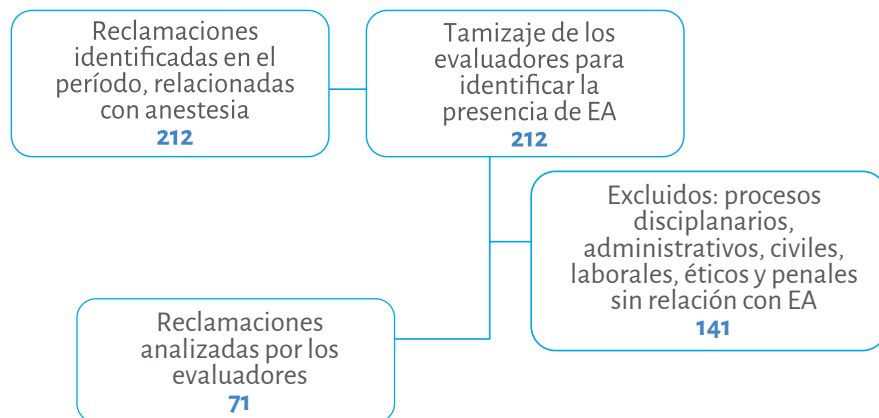 Reclamaciones
identificadas en el
período, relacionadas
con anestesia
212
Tamizaje de los
evaluadores para
identificar la
presencia de EA
212
Excluidos: procesos
disciplanarios,
administrativos, civiles,
laborales, éticos y penales
sin relación con EA
141
Reclamaciones
analizadas por los
evaluadores
71